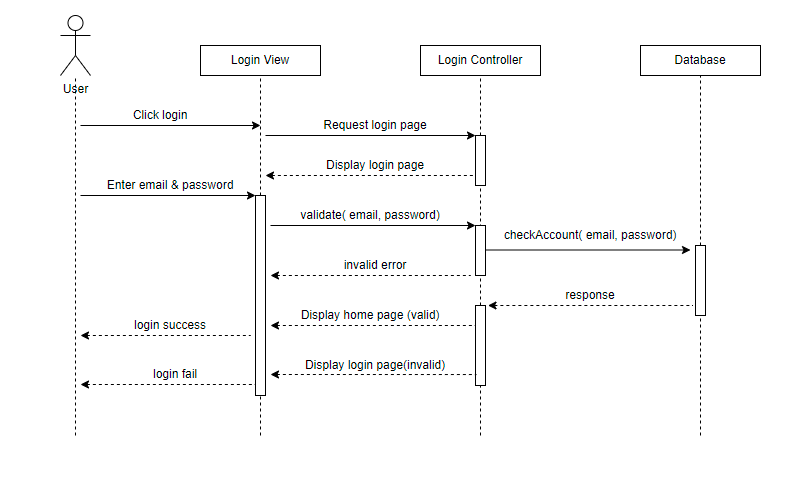 Login View
Login Controller
Database
User
Click login
Request login page
Display login page
Enter email & password
validate( email, password)
checkAccount( email, password)
invalid error
response
Display home page (valid)
login success
Display login page(invalid)
login fail